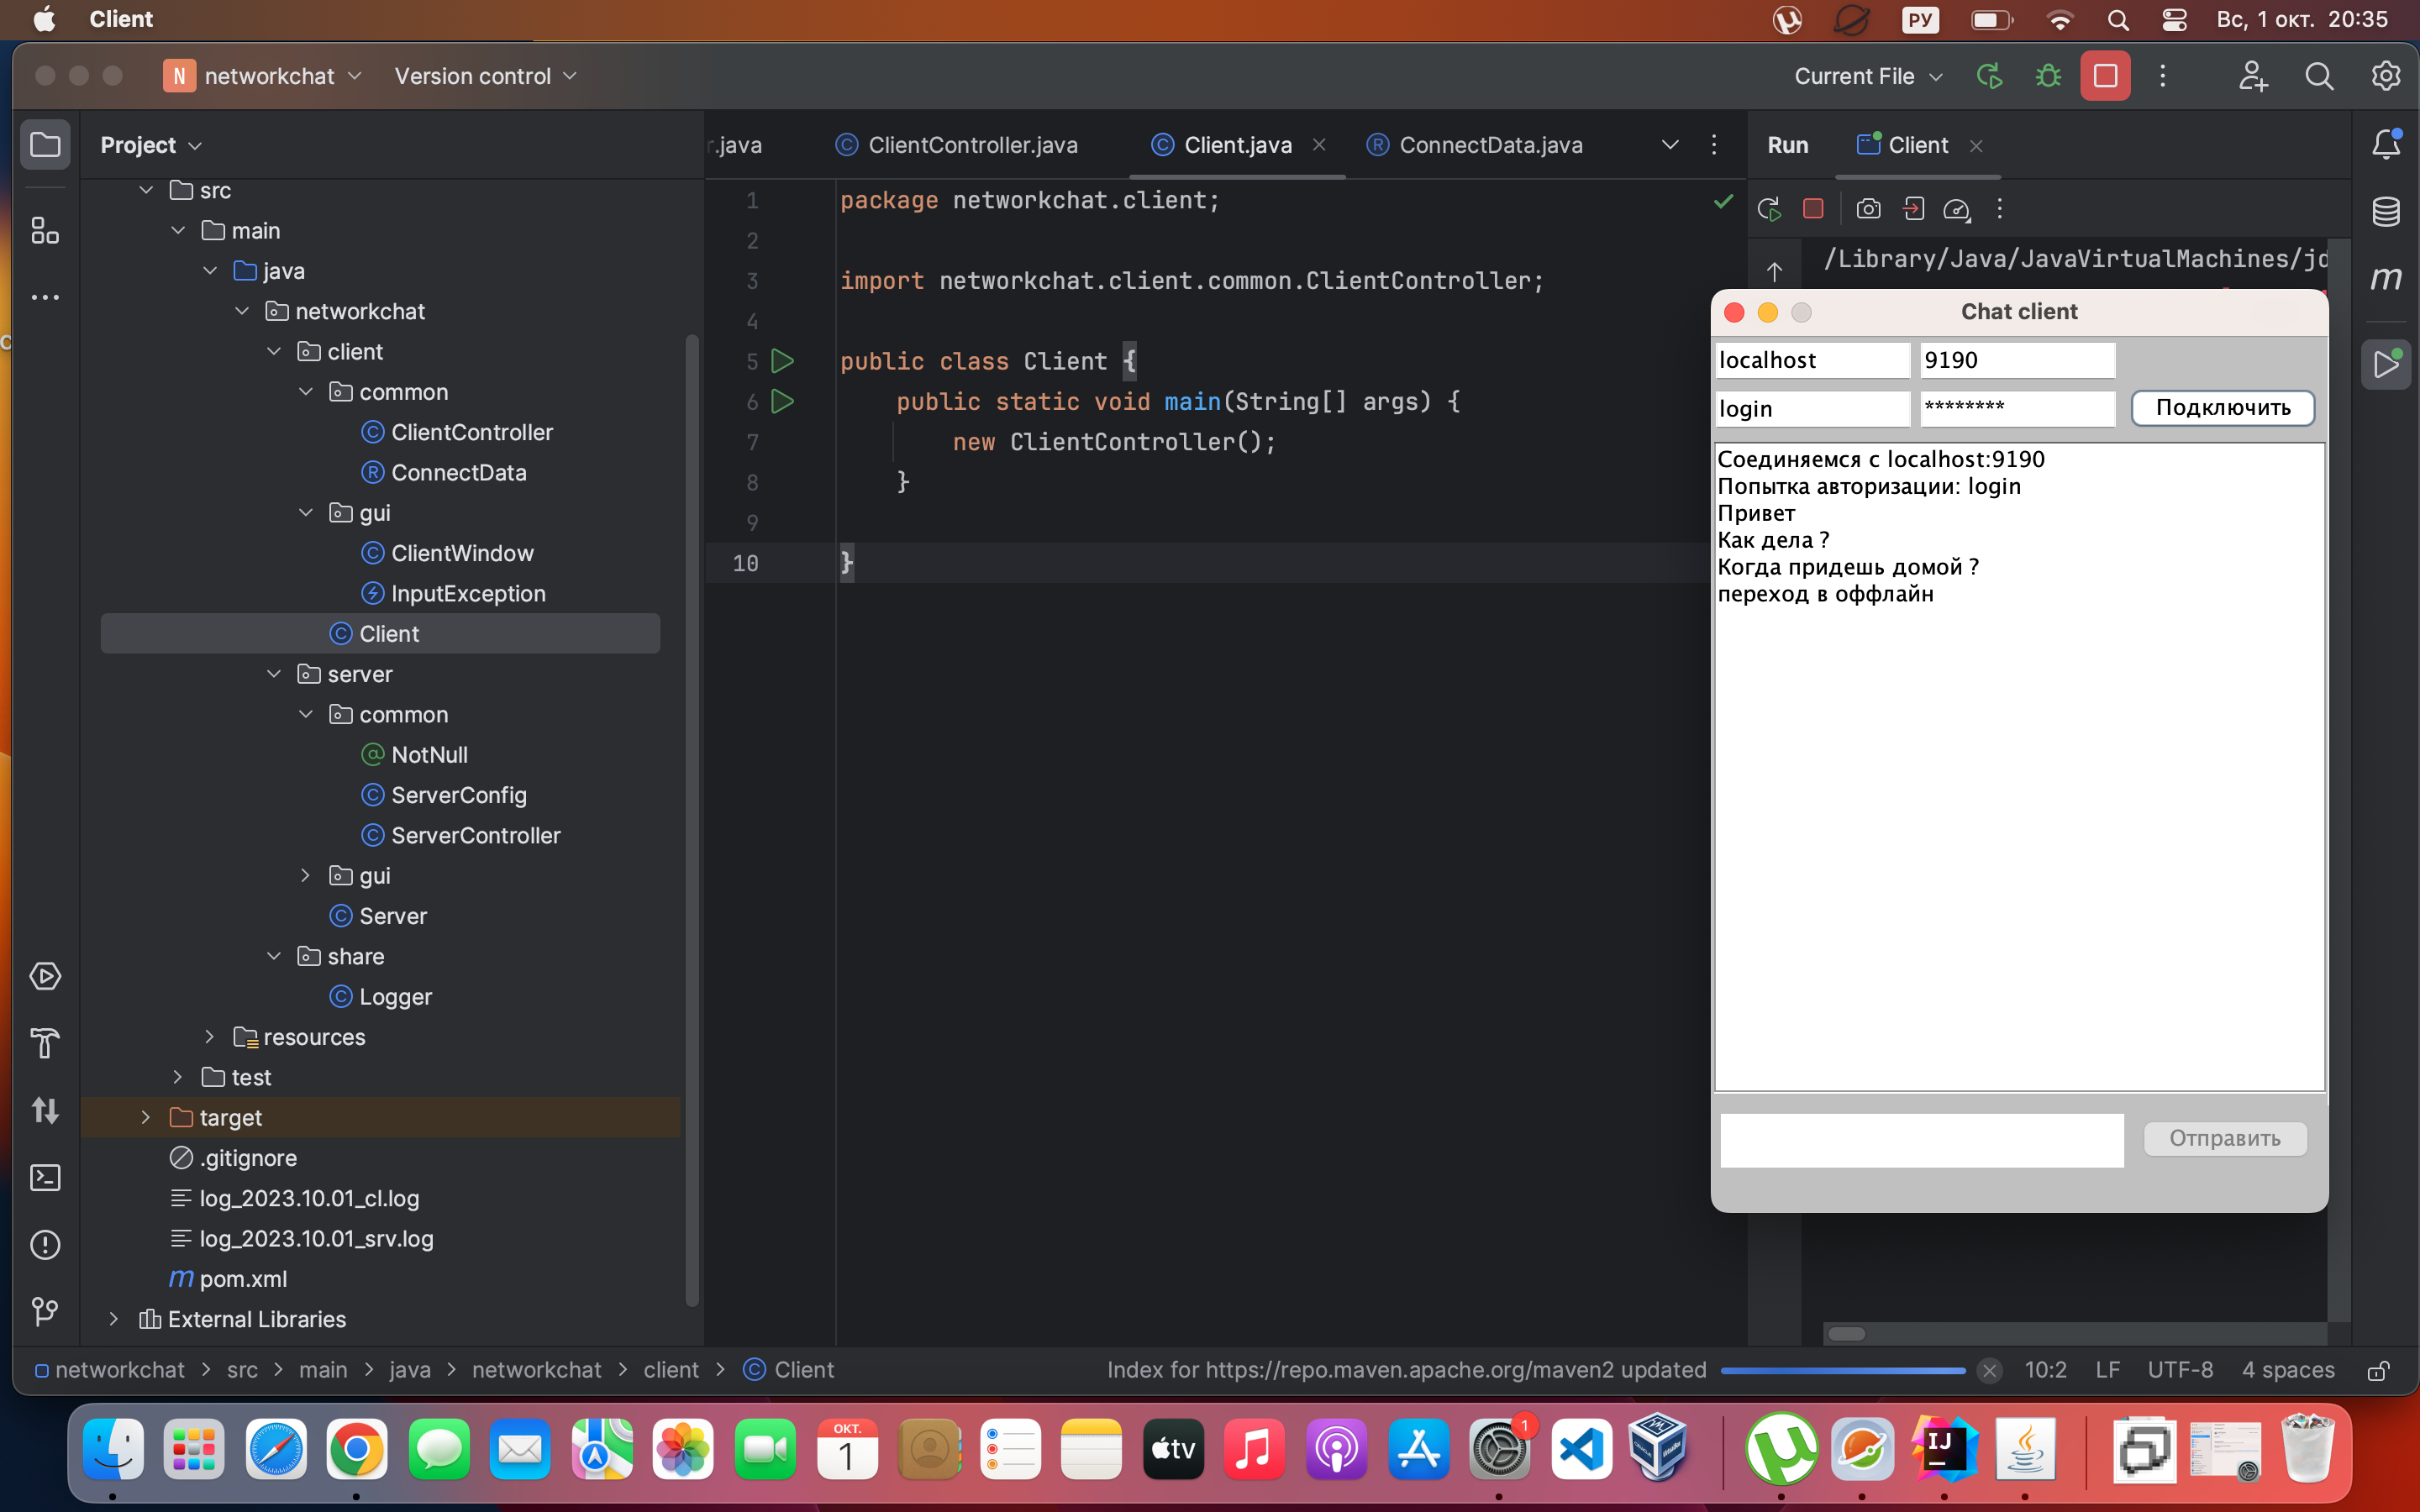 Client
РУ
Вс, 1 окт. 20:35
N networkchat
Version control
Current File
Project
r.java
ClientController.java
Client.java
ConnectData.java
Run
Client
src
main
java
networkchat
client
common
ClientController
ConnectData
gui
ClientWindow
InputException
Client
server
common
NotNull
ServerConfig
ServerController
gui
Server
share
Logger
resources
test
target
.gitignore
log_2023.10.01_cl.log
log_2023.10.01_srv.log
pom.xml
External Libraries
1 package networkchat.client;
2
3 import networkchat.client.common.ClientController;
4
5 public class Client {
6 public static void main(String[] args) {
7 new ClientController();
8 }
9
10 }
/Library/Java/JavaVirtualMachines/jd
Chat client
localhost
9190
login
********
Подключить
Соединяемся с localhost:9190
Попытка авторизации: login
Привет
Как дела ?
Когда придешь домой ?
переход в оффлайн
Отправить
networkchat > src > main > java > networkchat > client > Client
Index for https://repo.maven.apache.org/maven2 updated
10:2 LF UTF-8 4 spaces
ОКТ.
1
tv
1
IJ